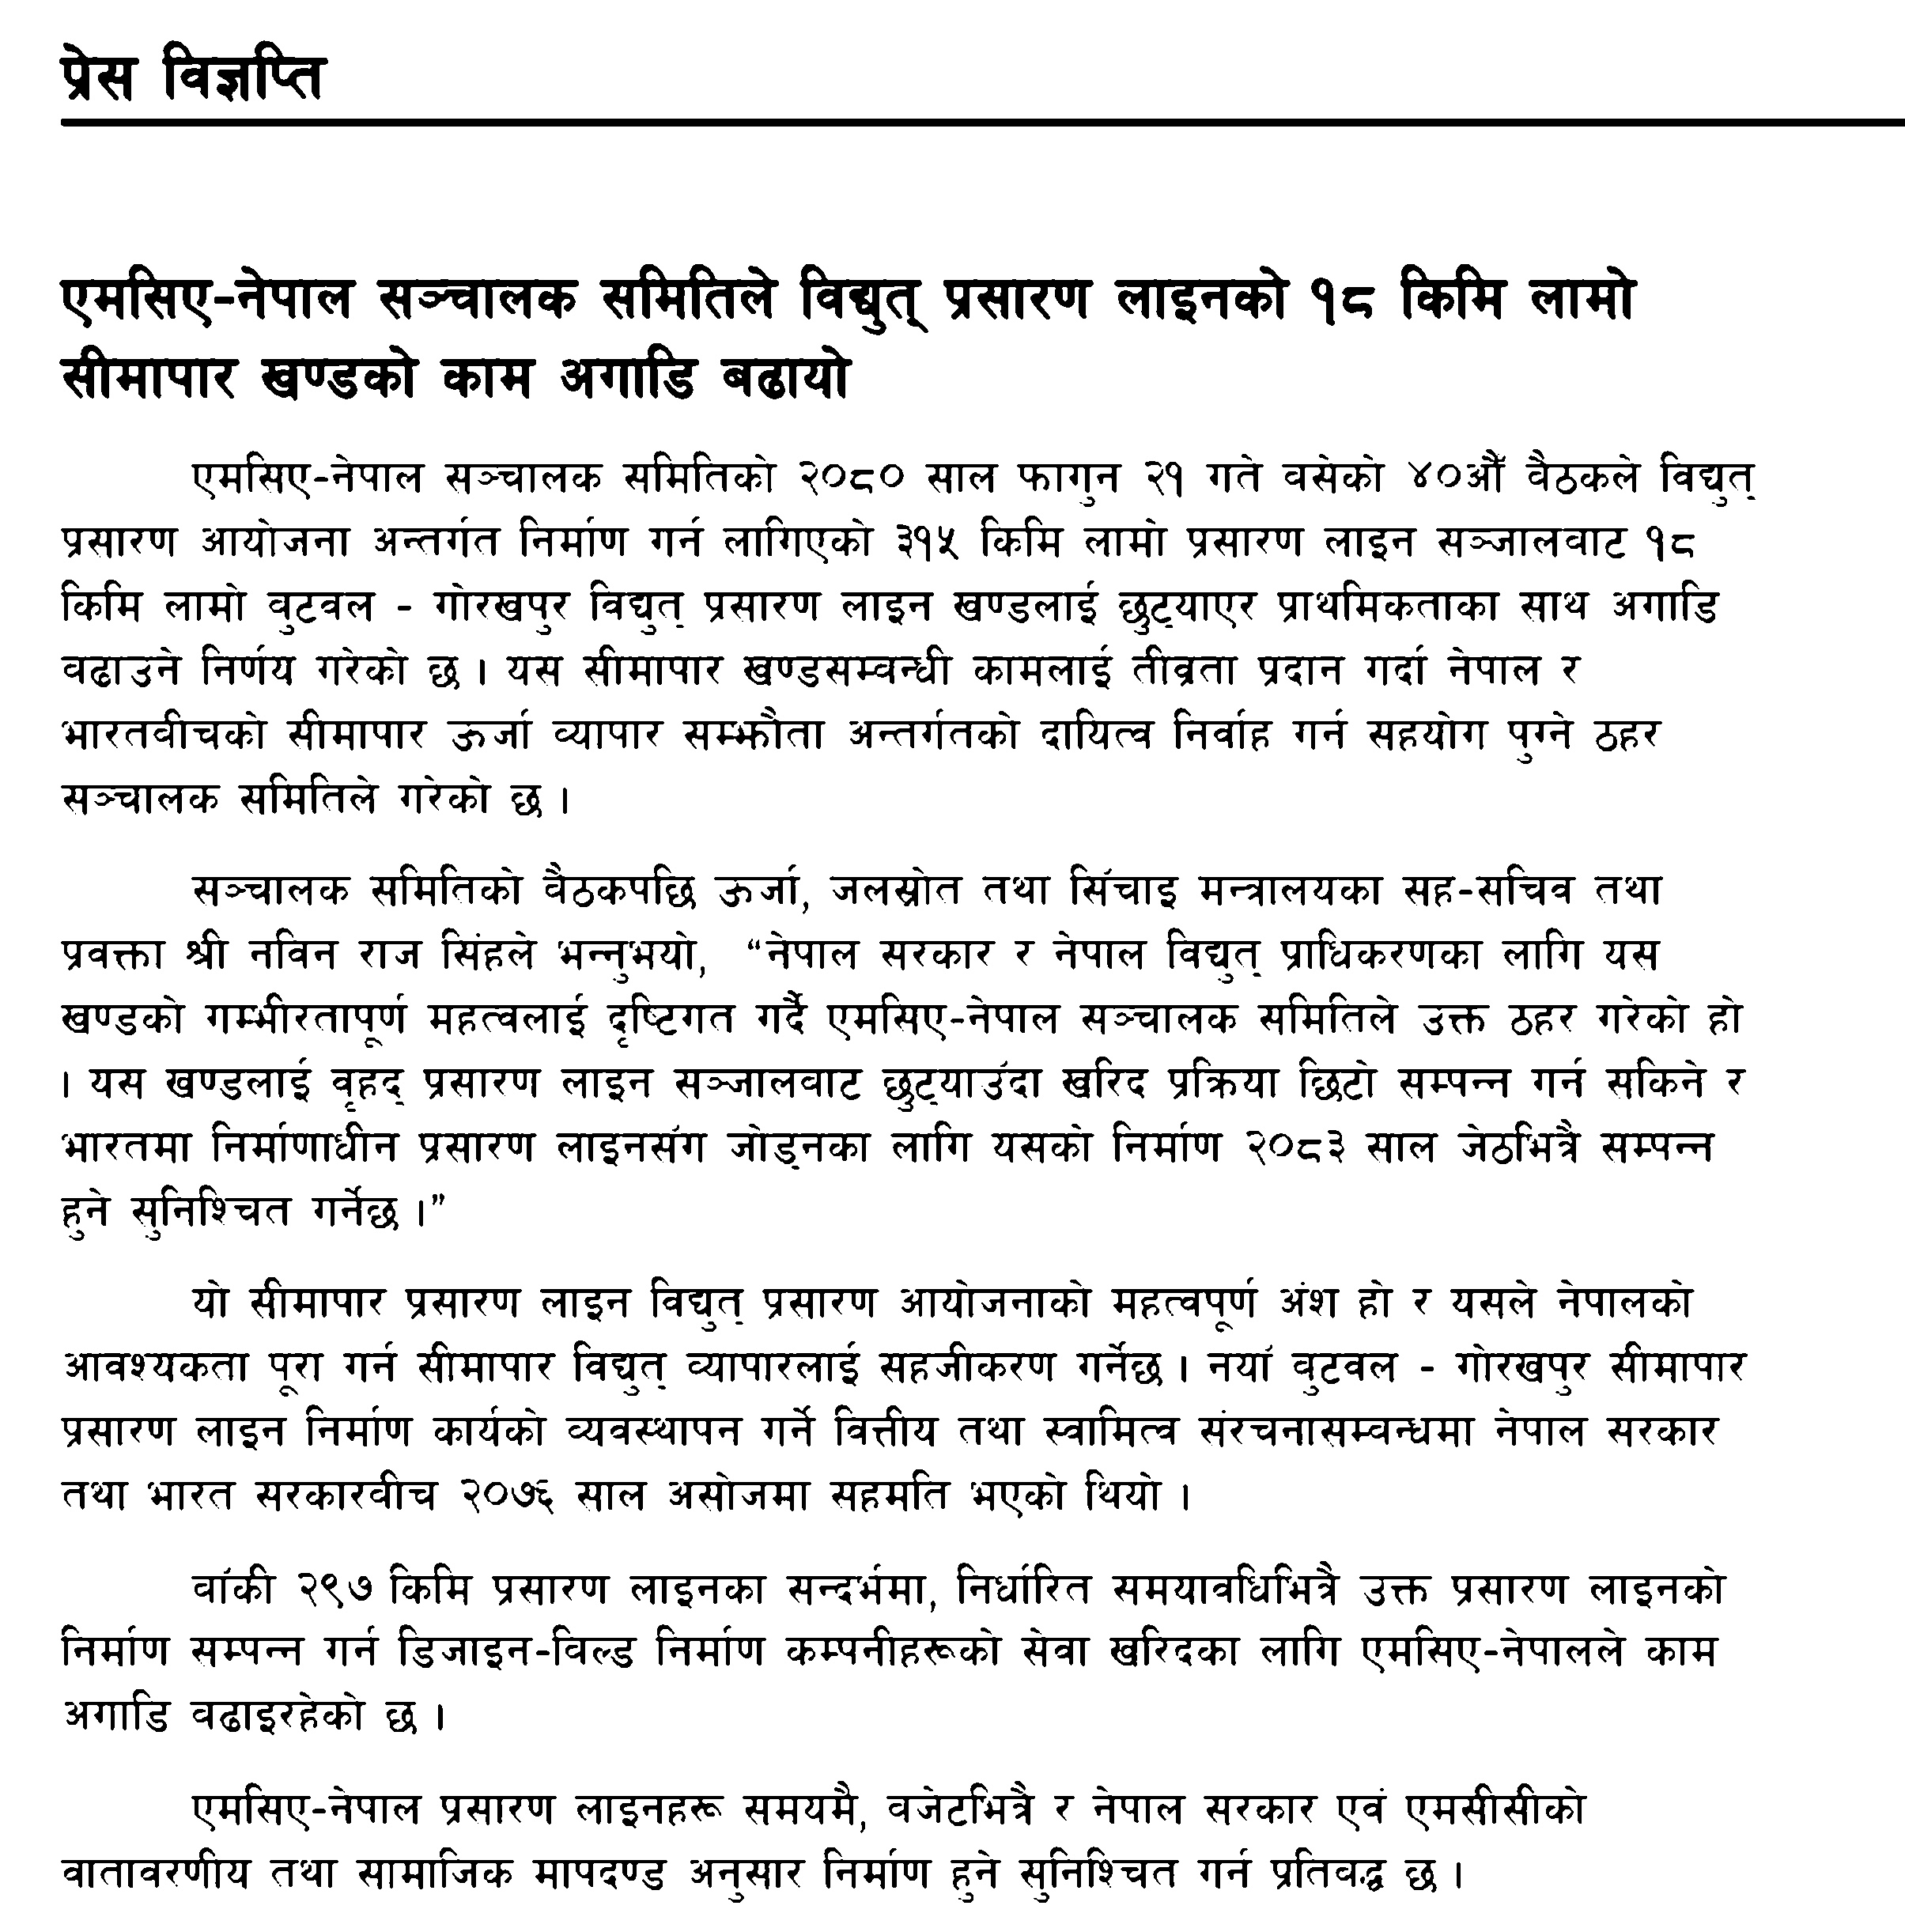 प्रेस विज्ञप्ति
एमसिए-नेपाल सञ्चालक समितिले विद्युत् प्रसारण लाइनको १८ किमि लामो
सीमापार खण्डको काम अगाडि बढायो
एमसिए-नेपाल सञ्चालक समितिको २०८० साल फागुन २१ गते बसेको ४०औँ बैठकले विद्युत्
प्रसारण आयोजना अन्तर्गत निर्माण गर्न लागिएको ३१५ किमि लामो प्रसारण लाइन सञ्जालबाट १८
किमि लामो बुटवल - गोरखपुर विद्युत् प्रसारण लाइन खण्डलाई छुट्याएर प्राथमिकताका साथ अगाडि
बढाउने निर्णय गरेको छ । यस सीमापार खण्डसम्बन्धी कामलाई तीव्रता प्रदान गर्दा नेपाल र
भारतबीचको सीमापार ऊर्जा व्यापार सम्झौता अन्तर्गतको दायित्व निर्वाह गर्न सहयोग पुग्ने ठहर
सञ्चालक समितिले गरेको छ ।
सञ्चालक समितिको बैठकपछि ऊर्जा, जलस्रोत तथा सिँचाइ मन्त्रालयका सह-सचिव तथा
प्रवक्ता श्री नविन राज सिंहले भन्नुभयो, “नेपाल सरकार र नेपाल विद्युत् प्राधिकरणका लागि यस
खण्डको गम्भीरतापूर्ण महत्वलाई दृष्टिगत गर्दै एमसिए-नेपाल सञ्चालक समितिले उक्त ठहर गरेको हो
। यस खण्डलाई बृहद् प्रसारण लाइन सञ्जालबाट छुट्याउँदा खरिद प्रक्रिया छिटो सम्पन्न गर्न सकिने र
भारतमा निर्माणाधीन प्रसारण लाइनसँग जोड्नका लागि यसको निर्माण २०८३ साल जेठभित्रै सम्पन्न
हुने सुनिश्चित गर्नेछ ।”
यो सीमापार प्रसारण लाइन विद्युत् प्रसारण आयोजनाको महत्वपूर्ण अंश हो र यसले नेपालको
आवश्यकता पूरा गर्न सीमापार विद्युत् व्यापारलाई सहजीकरण गर्नेछ । नयाँ बुटवल - गोरखपुर सीमापार
प्रसारण लाइन निर्माण कार्यको व्यवस्थापन गर्ने वित्तीय तथा स्वामित्व संरचनासम्बन्धमा नेपाल सरकार
तथा भारत सरकारबीच २०७६ साल असोजमा सहमति भएको थियो ।
बाँकी २९७ किमि प्रसारण लाइनका सन्दर्भमा, निर्धारित समयावधिभित्रै उक्त प्रसारण लाइनको
निर्माण सम्पन्न गर्न डिजाइन-बिल्ड निर्माण कम्पनीहरूको सेवा खरिदका लागि एमसिए-नेपालले काम
अगाडि बढाइरहेको छ ।
एमसिए-नेपाल प्रसारण लाइनहरू समयमै, बजेटभित्रै र नेपाल सरकार एवं एमसीसीको
वातावरणीय तथा सामाजिक मापदण्ड अनुसार निर्माण हुने सुनिश्चित गर्न प्रतिबद्ध छ ।